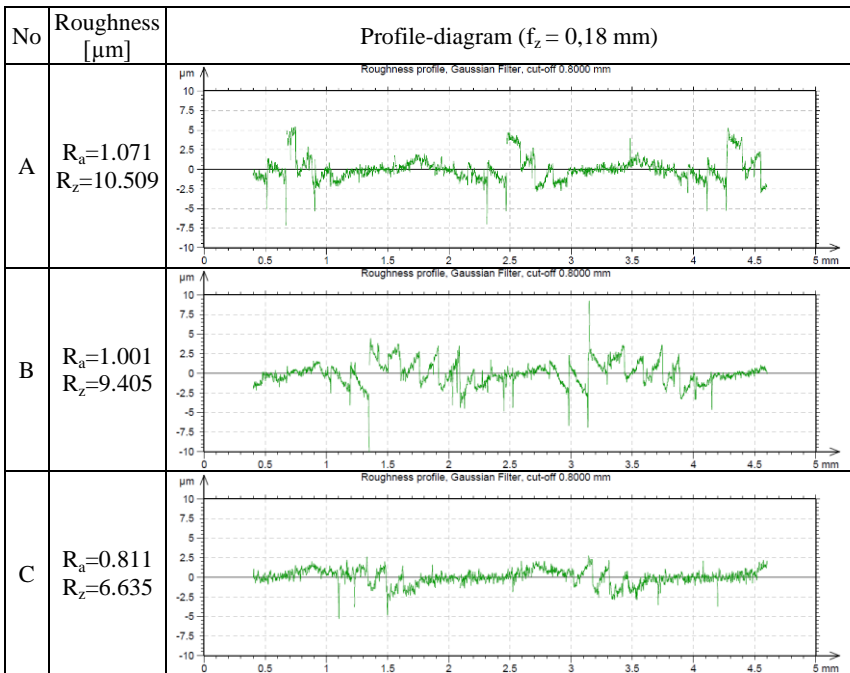 No Roughness [µm] Profile-diagram (fz = 0,18 mm)
A
Ra=1.071
Rz=10.509
Roughness profile, Gaussian Filter, cut-off 0.8000 mm
µm
10
7.5
5
2.5
0
-2.5
-5
-7.5
-10
0 0.5 1 1.5 2 2.5 3 3.5 4 4.5 5 mm
B
Ra=1.001
Rz=9.405
Roughness profile, Gaussian Filter, cut-off 0.8000 mm
µm
10
7.5
5
2.5
0
-2.5
-5
-7.5
-10
0 0.5 1 1.5 2 2.5 3 3.5 4 4.5 5 mm
C
Ra=0.811
Rz=6.635
Roughness profile, Gaussian Filter, cut-off 0.8000 mm
µm
10
7.5
5
2.5
0
-2.5
-5
-7.5
-10
0 0.5 1 1.5 2 2.5 3 3.5 4 4.5 5 mm